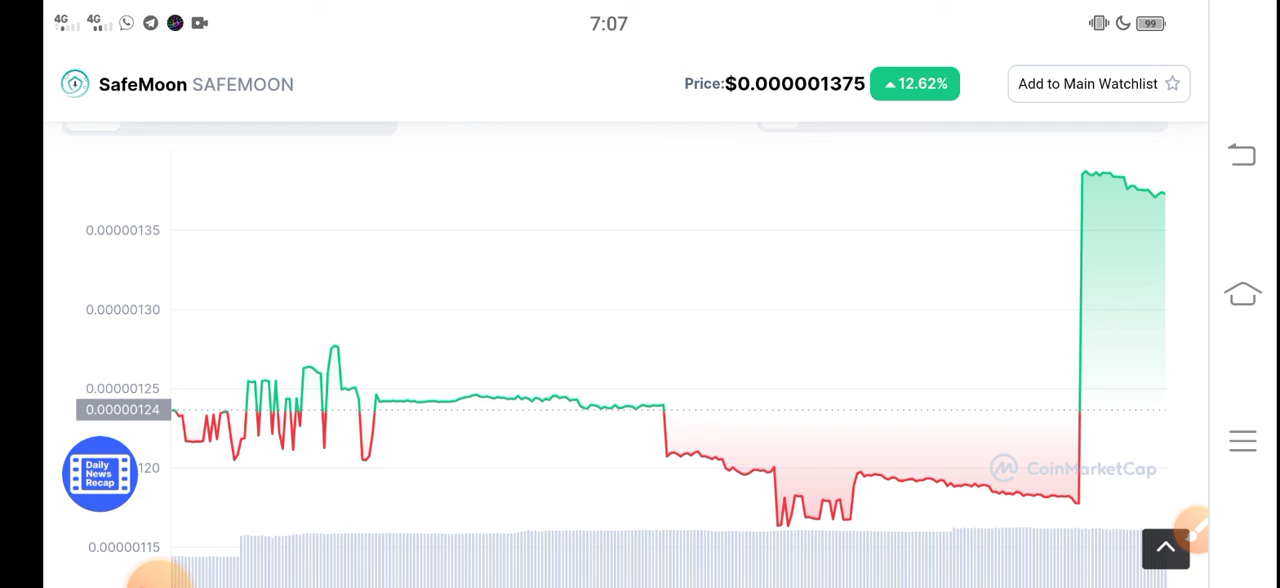 4G 4G 7:07 99
SafeMoon SAFEMOON Price:$0.000001375 12.62% Add to Main Watchlist
0.00000135
0.00000130
0.00000125
0.00000124
Daily
News
Recap
120
CoinMarketCap
0.00000115